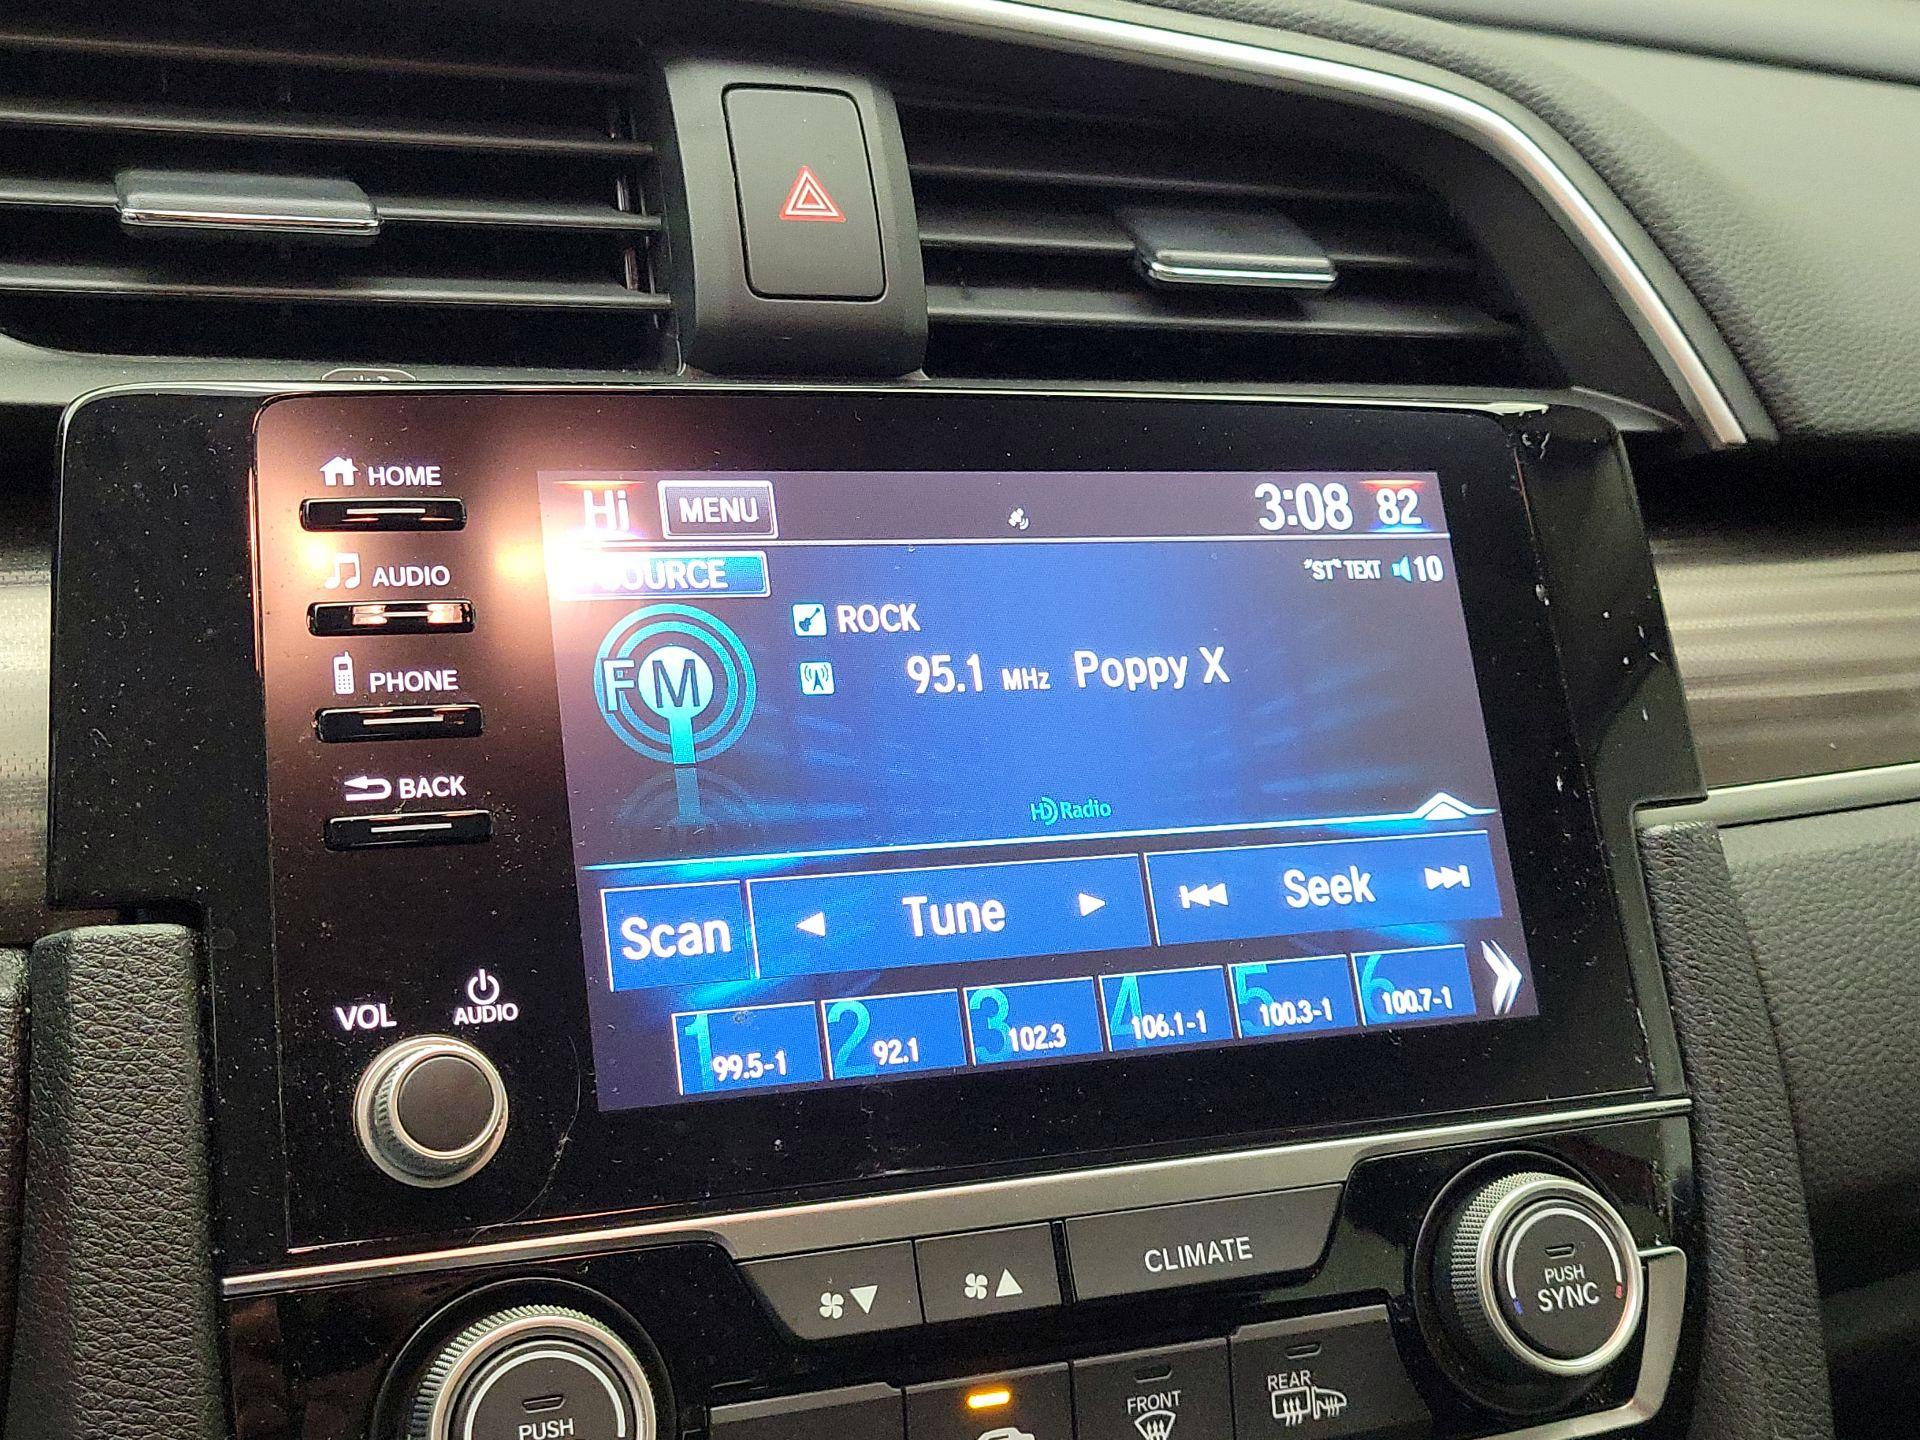 HOME
Hi MENU 3:08 82
AUDIO
SOURCE "ST" TEXT 10
ROCK
FM 95.1 MHz Poppy X
PHONE
BACK
HD Radio
Scan Tune Seek
1 99.5-1 2 92.1 3 102.3 4 106.1-1 5 100.3-1 6 100.7-1
VOL AUDIO
CLIMATE
PUSH
SYNC
PUSH
FRONT
REAR